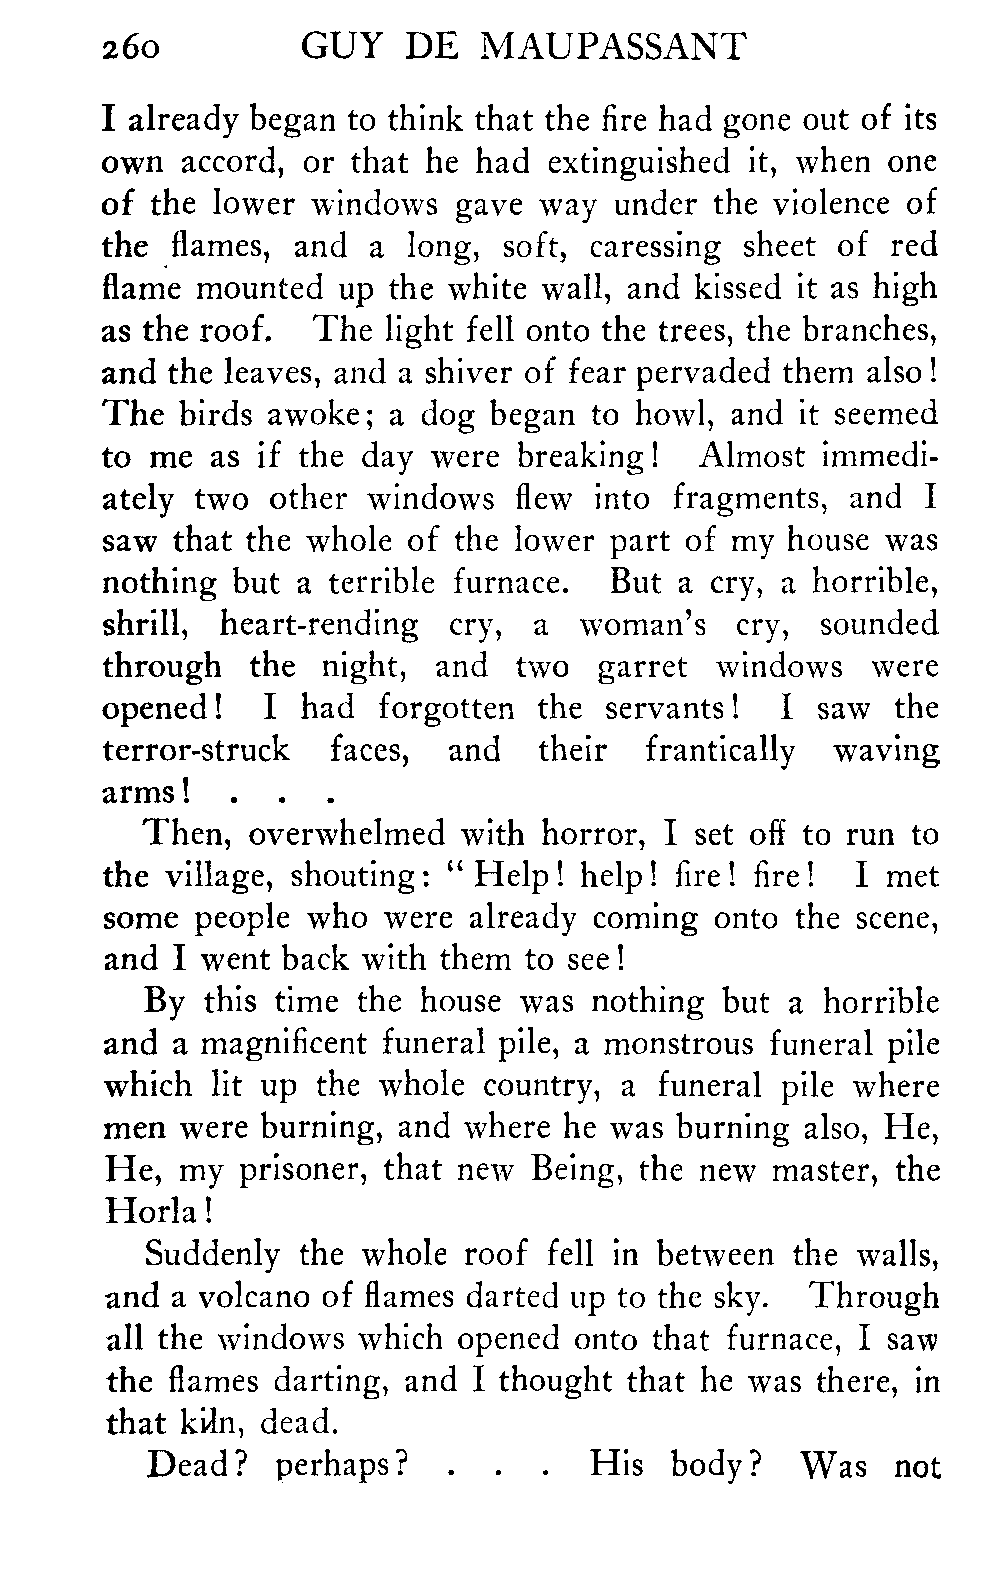 260 GUY DE MAUPASSANT
I already began to think that the fire had gone out of its
own accord, or that he had extinguished it, when one
of the lower windows gave way under the violence of
the flames, and a long, soft, caressing sheet of red
flame mounted up the white wall, and kissed it as high
as the roof. The light fell onto the trees, the branches,
and the leaves, and a shiver of fear pervaded them also!
The birds awoke; a dog began to howl, and it seemed
to me as if the day were breaking! Almost immedi-
ately two other windows flew into fragments, and I
saw that the whole of the lower part of my house was
nothing but a terrible furnace. But a cry, a horrible,
shrill, heart-rending cry, a woman's cry, sounded
through the night, and two garret windows were
opened! I had forgotten the servants! I saw the
terror-struck faces, and their frantically waving
arms! . . .
Then, overwhelmed with horror, I set off to run to
the village, shouting: “Help! help! fire! fire! I met
some people who were already coming onto the scene,
and I went back with them to see!
By this time the house was nothing but a horrible
and a magnificent funeral pile, a monstrous funeral pile
which lit up the whole country, a funeral pile where
men were burning, and where he was burning also, He,
He, my prisoner, that new Being, the new master, the
Horla!
Suddenly the whole roof fell in between the walls,
and a volcano of flames darted up to the sky. Through
all the windows which opened onto that furnace, I saw
the flames darting, and I thought that he was there, in
that kiln, dead.
Dead? perhaps? . . . His body? Was not